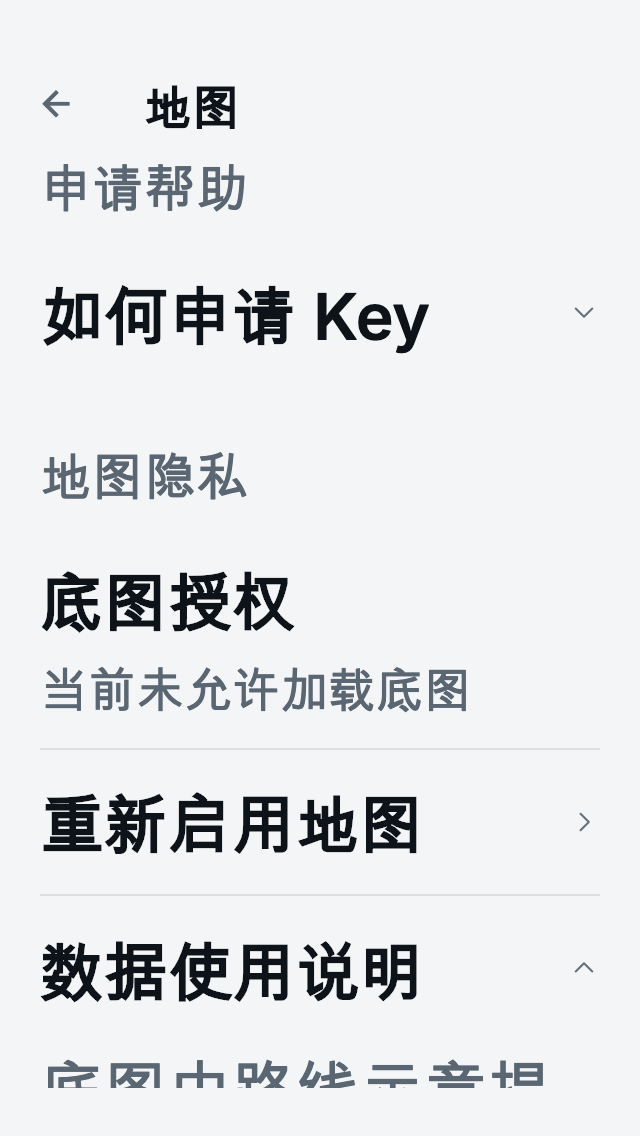 地图
申请帮助
如何申请 Key
地图隐私
底图授权
当前未允许加载底图
重新启用地图
数据使用说明